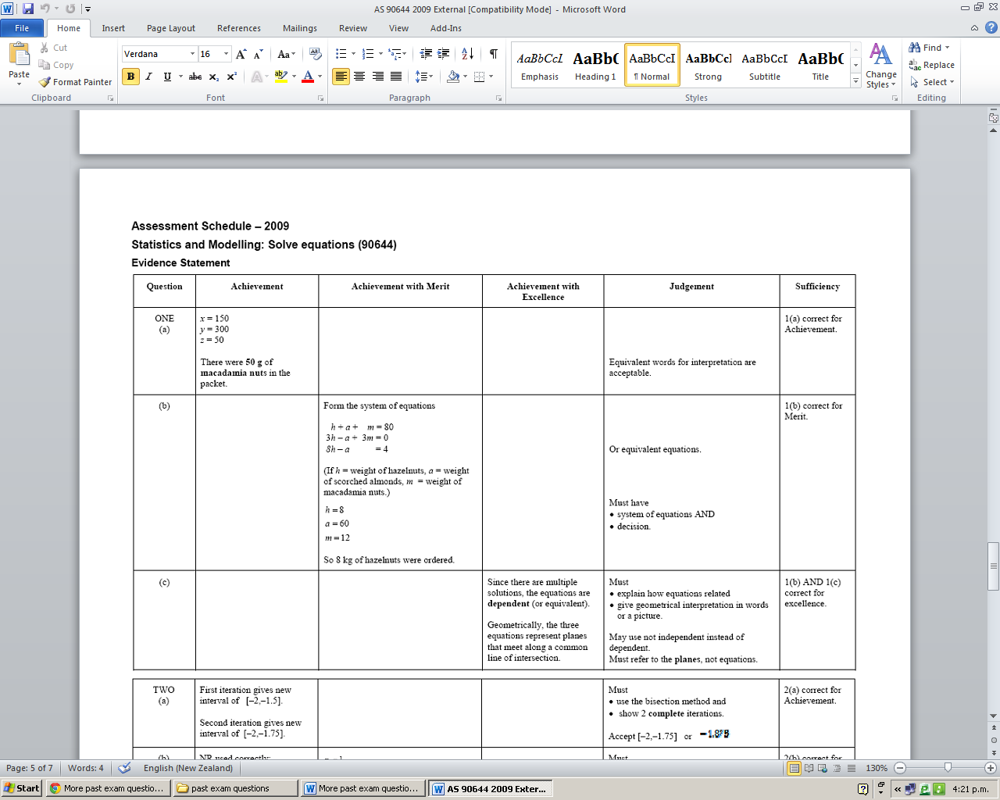 AS 90644 2009 External [Compatibility Mode] - Microsoft Word
File Home Insert Page Layout References Mailings Review View Add-Ins
Paste
Cut
Copy
Format Painter
Clipboard
Verdana 16
Font
Paragraph
AaBbCcI AaBbC AaBbCcI AaBbCcI AaBbCcI AaBbC
Emphasis Heading 1 ¶ Normal Strong Subtitle Title
Change Styles
Styles
Find
Replace
Select
Editing
Assessment Schedule – 2009
Statistics and Modelling: Solve equations (90644)
Evidence Statement
Question Achievement Achievement with Merit Achievement with Excellence Judgement Sufficiency
ONE
(a)
x = 150
y = 300
z = 50
There were 50 g of
macadamia nuts in the
packet.
Equivalent words for interpretation are
acceptable.
1(a) correct for
Achievement.
(b)
Form the system of equations
h + a + m = 80
3h – a + 3m = 0
8h – a = 4
(If h = weight of hazelnuts, a = weight
of scorched almonds, m = weight of
macadamia nuts.)
h = 8
a = 60
m = 12
So 8 kg of hazelnuts were ordered.
Or equivalent equations.
Must have
• system of equations AND
• decision.
1(b) correct for
Merit.
(c)
Since there are multiple
solutions, the equations are
dependent (or equivalent).
Geometrically, the three
equations represent planes
that meet along a common
line of intersection.
Must
• explain how equations related
• give geometrical interpretation in words
or a picture.
May use not independent instead of
dependent.
Must refer to the planes, not equations.
1(b) AND 1(c)
correct for
excellence.
TWO
(a)
First iteration gives new
interval of [–2,–1.5].
Second iteration gives new
interval of [–2,–1.75].
Must
• use the bisection method and
• show 2 complete iterations.
Accept [–2,–1.75] or –1.875
2(a) correct for
Achievement.
(b) NR used correctly: Must 2(b) correct for
Page: 5 of 7 Words: 4 English (New Zealand) 130%
Start More past exam questio... past exam questions More past exam questio... AS 90644 2009 Exter... 4:21 p.m.